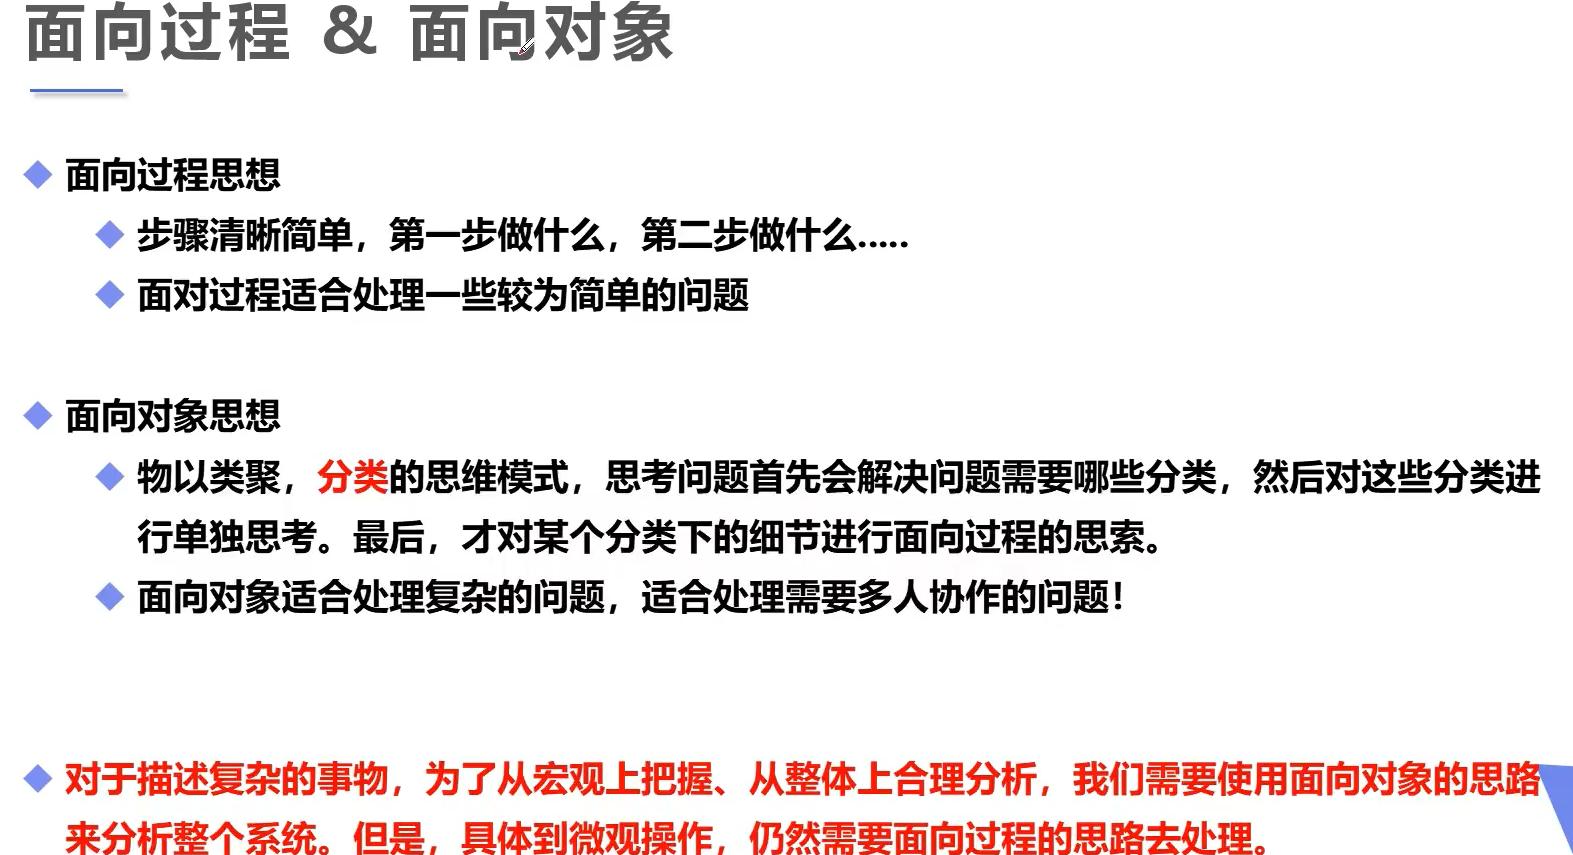 面向过程 & 面向对象
面向过程思想
步骤清晰简单，第一步做什么，第二步做什么.....
面对过程适合处理一些较为简单的问题
面向对象思想
物以类聚，分类的思维模式，思考问题首先会解决问题需要哪些分类，然后对这些分类进
行单独思考。最后，才对某个分类下的细节进行面向过程的思索。
面向对象适合处理复杂的问题，适合处理需要多人协作的问题！
对于描述复杂的事物，为了从宏观上把握、从整体上合理分析，我们需要使用面向对象的思路
来分析整个系统。但是，具体到微观操作，仍然需要面向过程的思路去处理。